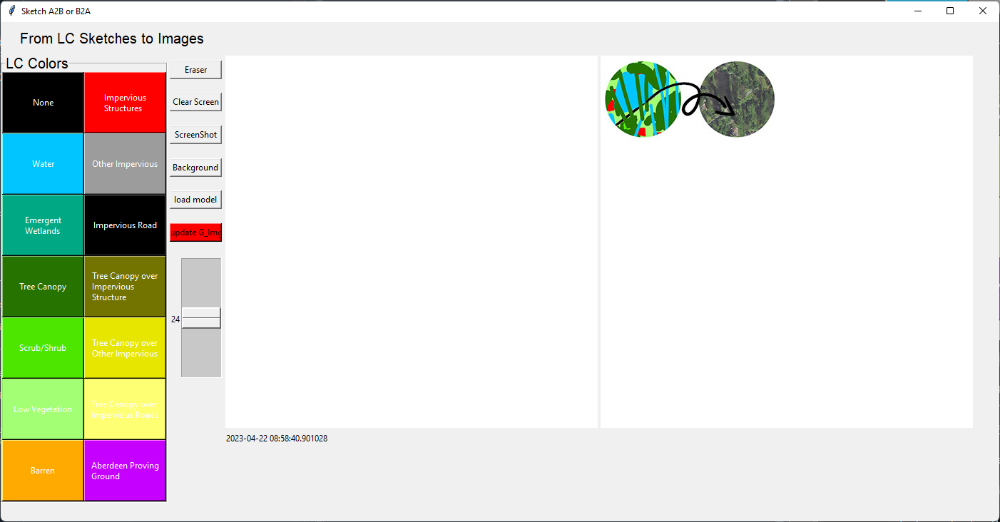 Sketch A2B or B2A
From LC Sketches to Images
LC Colors
None
Impervious
Structures
Water
Other Impervious
Emergent
Wetlands
Impervious Road
Tree Canopy
Tree Canopy over
Impervious
Structure
Scrub/Shrub
Tree Canopy over
Other Impervious
Low Vegetation
Tree Canopy over
Impervious Roads
Barren
Aberdeen Proving
Ground
Eraser
Clear Screen
ScreenShot
Background
load model
update G_Img
24
2023-04-22 08:58:40.901028